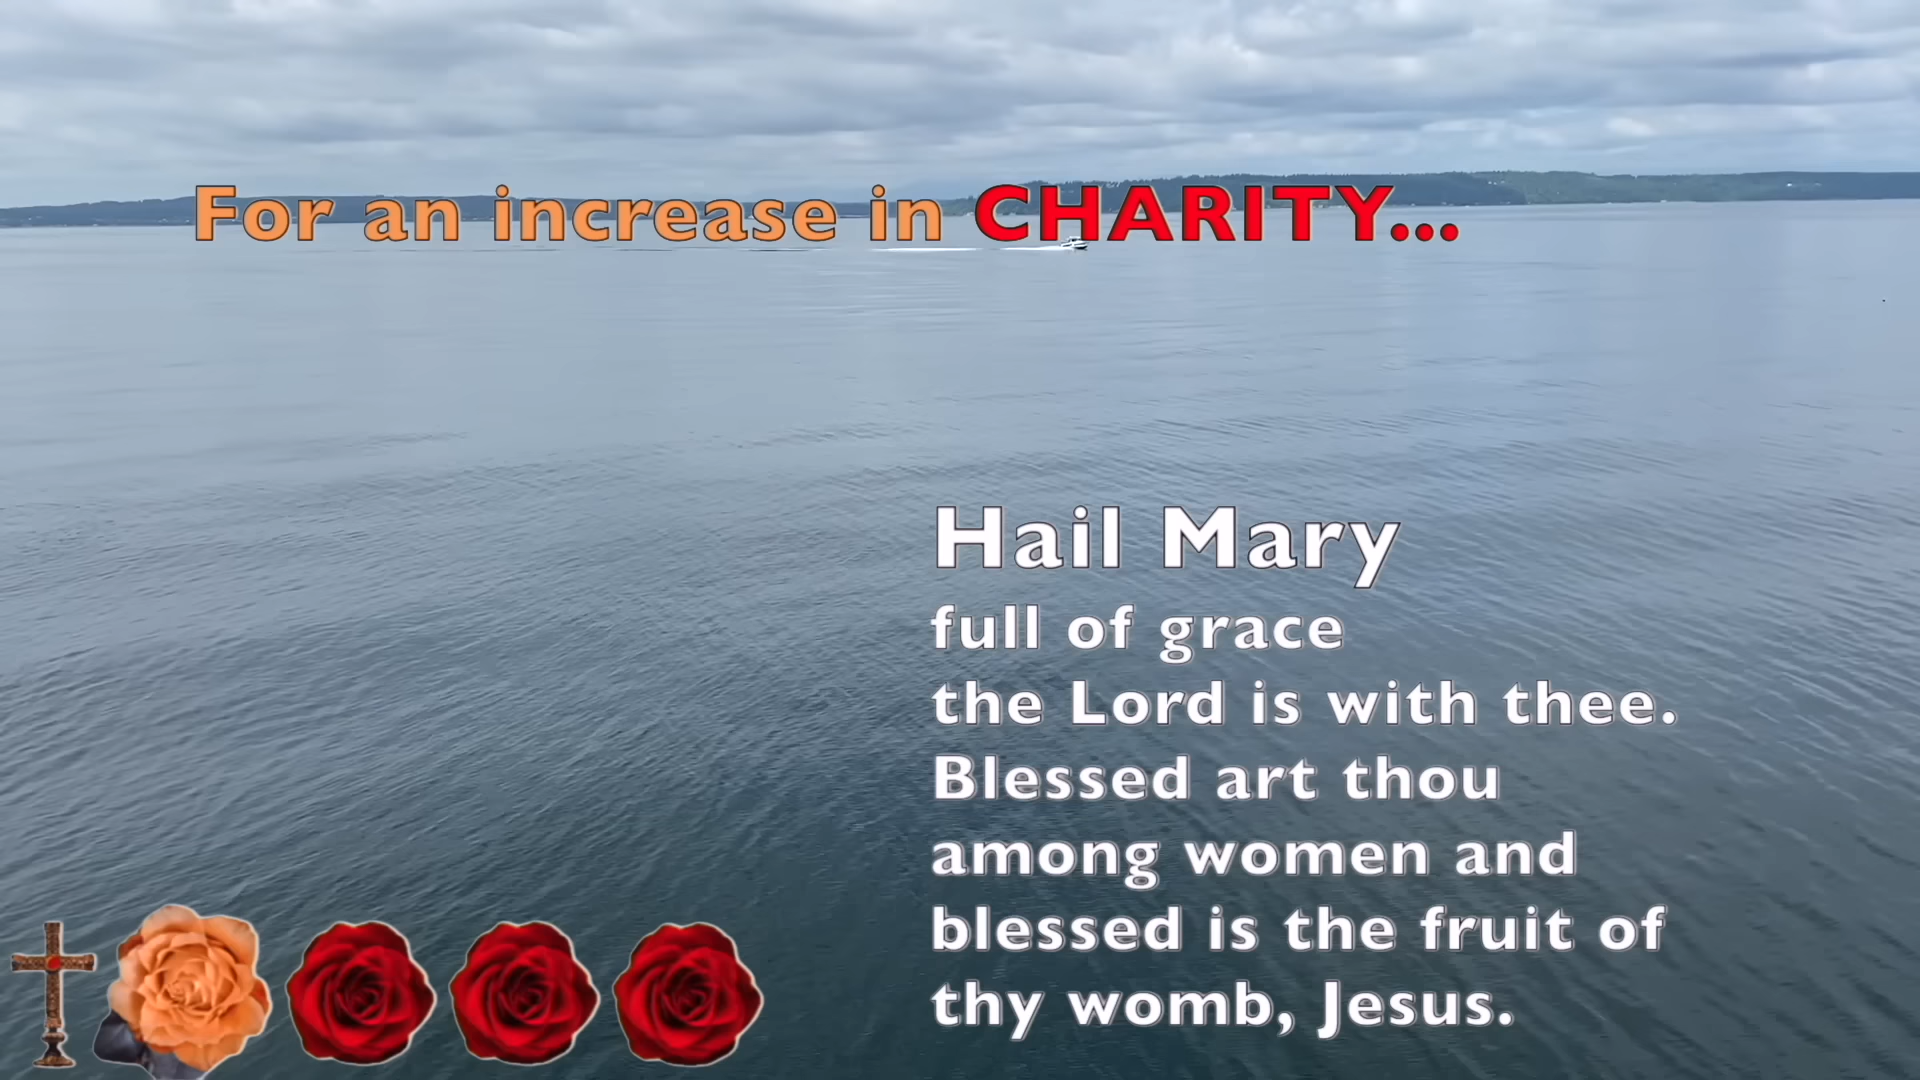 For an increase in CHARITY...
Hail Mary
full of grace
the Lord is with thee.
Blessed art thou
among women and
blessed is the fruit of
thy womb, Jesus.